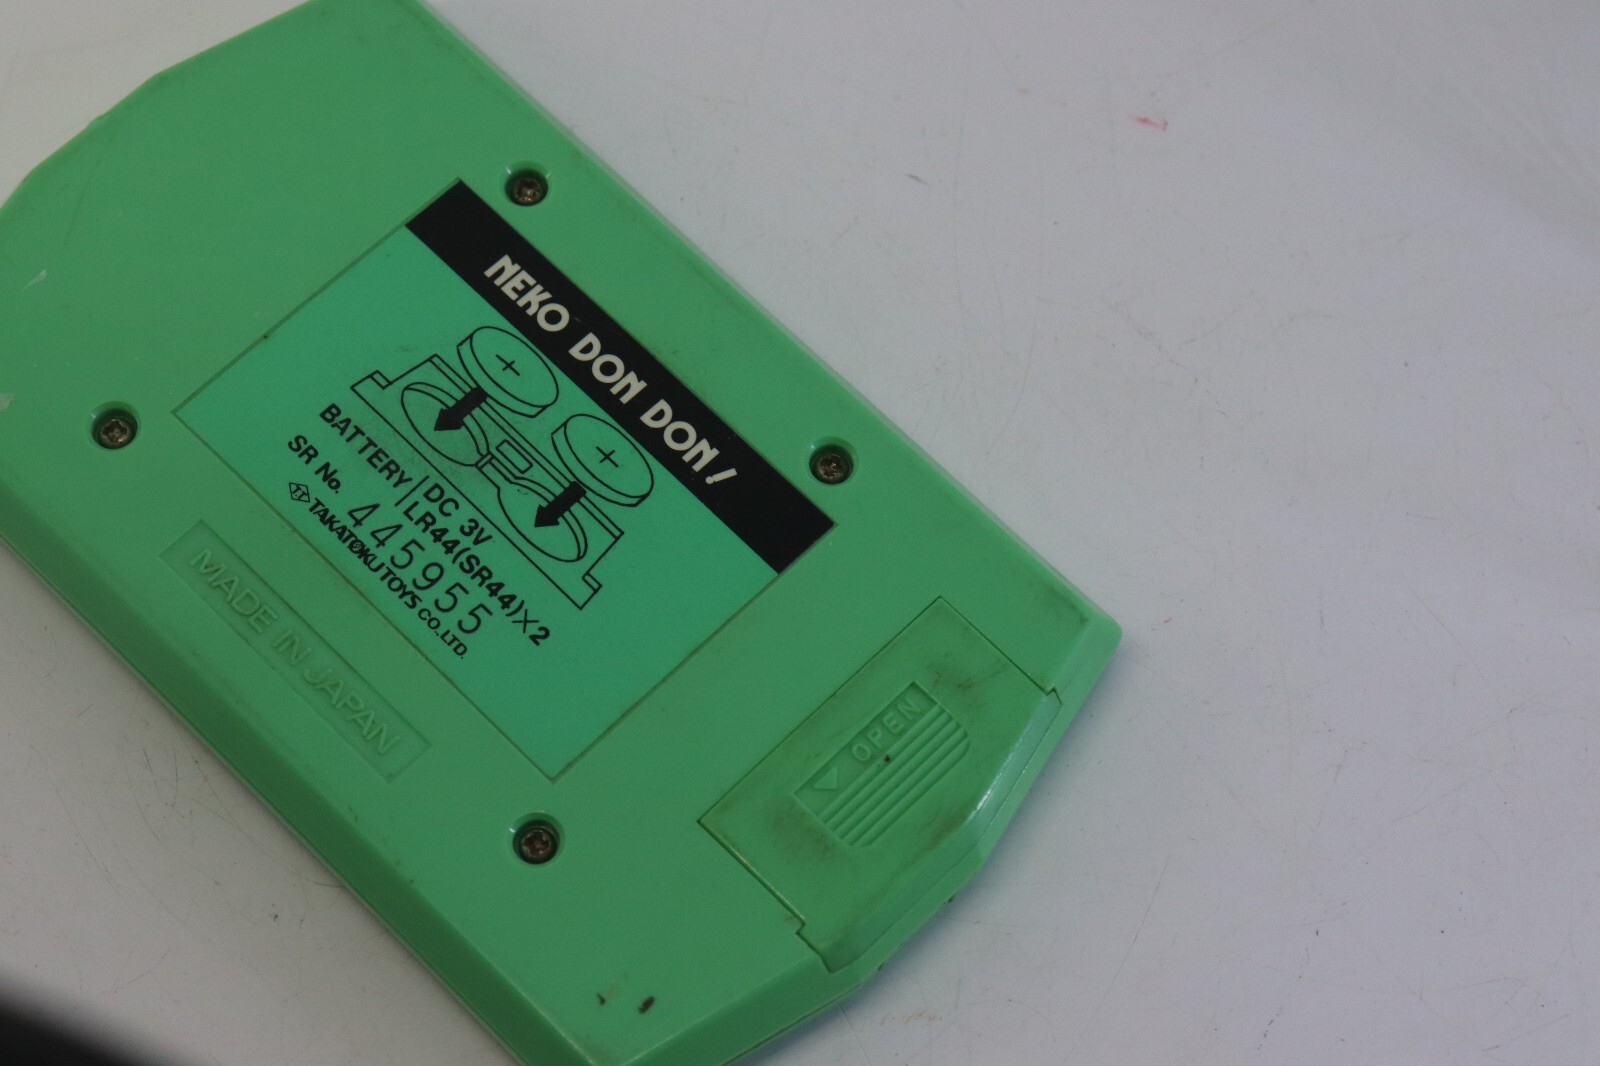 NEKO DON DON!
+ +
BATTERY DC 3V
LR44(SR44)×2
SR No. 445955
TAKATOKU TOYS CO.,LTD.
MADE IN JAPAN
OPEN